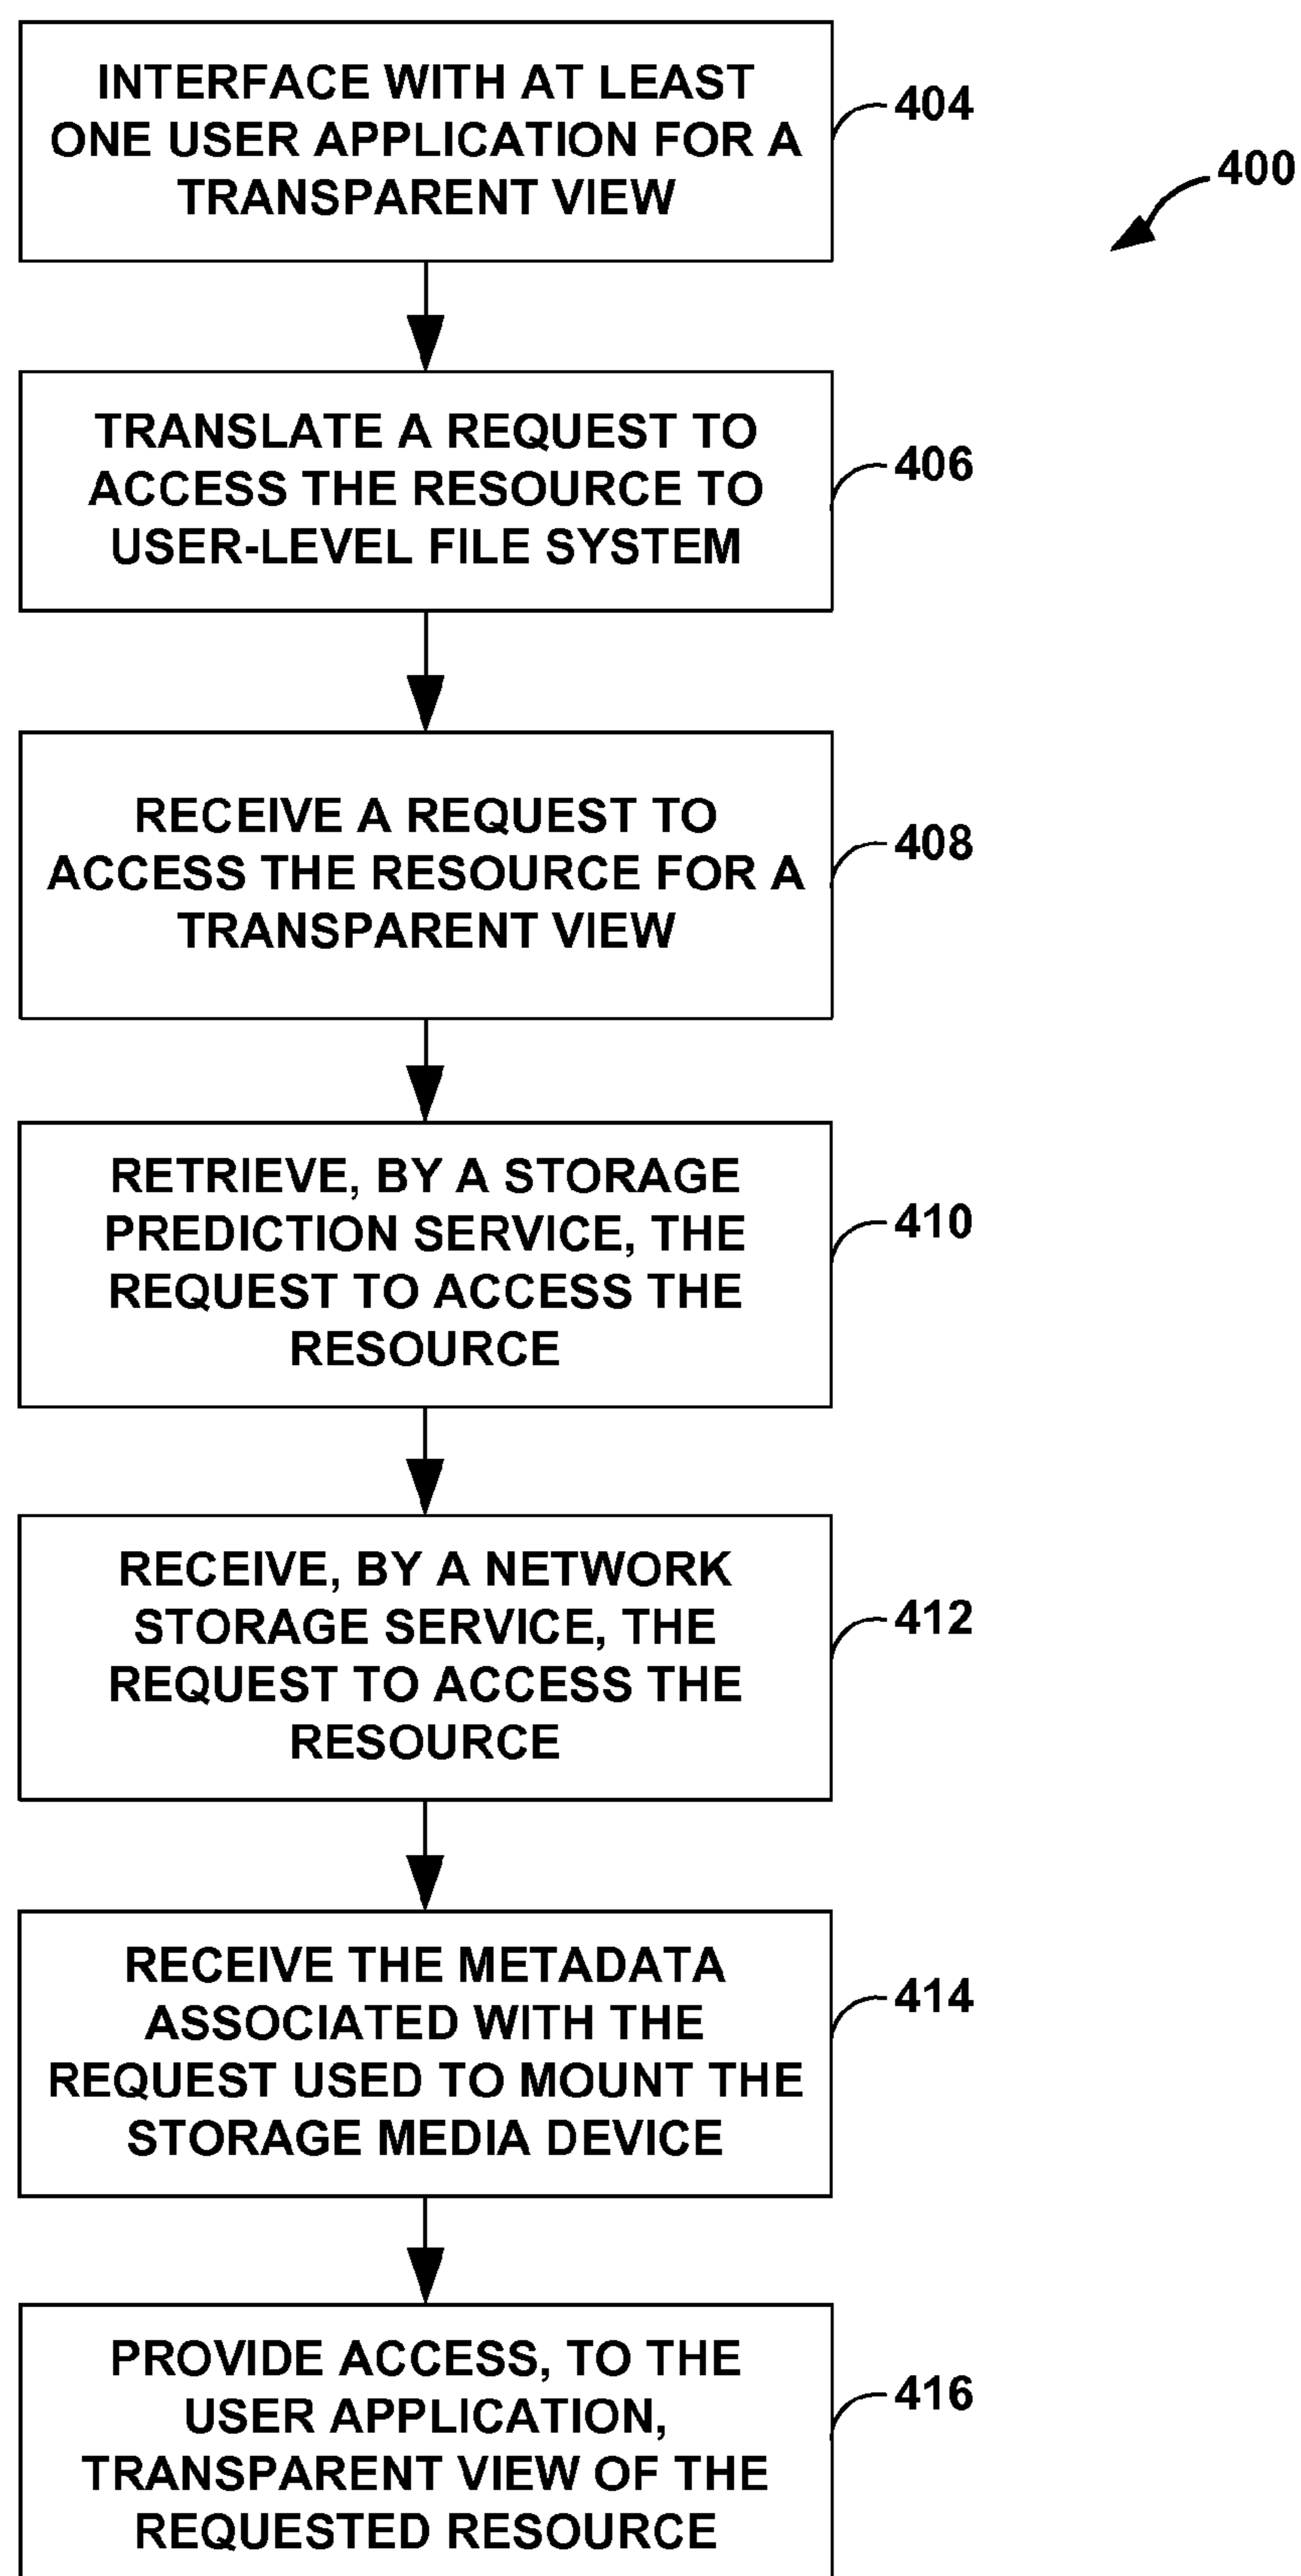 INTERFACE WITH AT LEAST
ONE USER APPLICATION FOR A
TRANSPARENT VIEW
404
400
TRANSLATE A REQUEST TO
ACCESS THE RESOURCE TO
USER-LEVEL FILE SYSTEM
406
RECEIVE A REQUEST TO
ACCESS THE RESOURCE FOR A
TRANSPARENT VIEW
408
RETRIEVE, BY A STORAGE
PREDICTION SERVICE, THE
REQUEST TO ACCESS THE
RESOURCE
410
RECEIVE, BY A NETWORK
STORAGE SERVICE, THE
REQUEST TO ACCESS THE
RESOURCE
412
RECEIVE THE METADATA
ASSOCIATED WITH THE
REQUEST USED TO MOUNT THE
STORAGE MEDIA DEVICE
414
PROVIDE ACCESS, TO THE
USER APPLICATION,
TRANSPARENT VIEW OF THE
REQUESTED RESOURCE
416